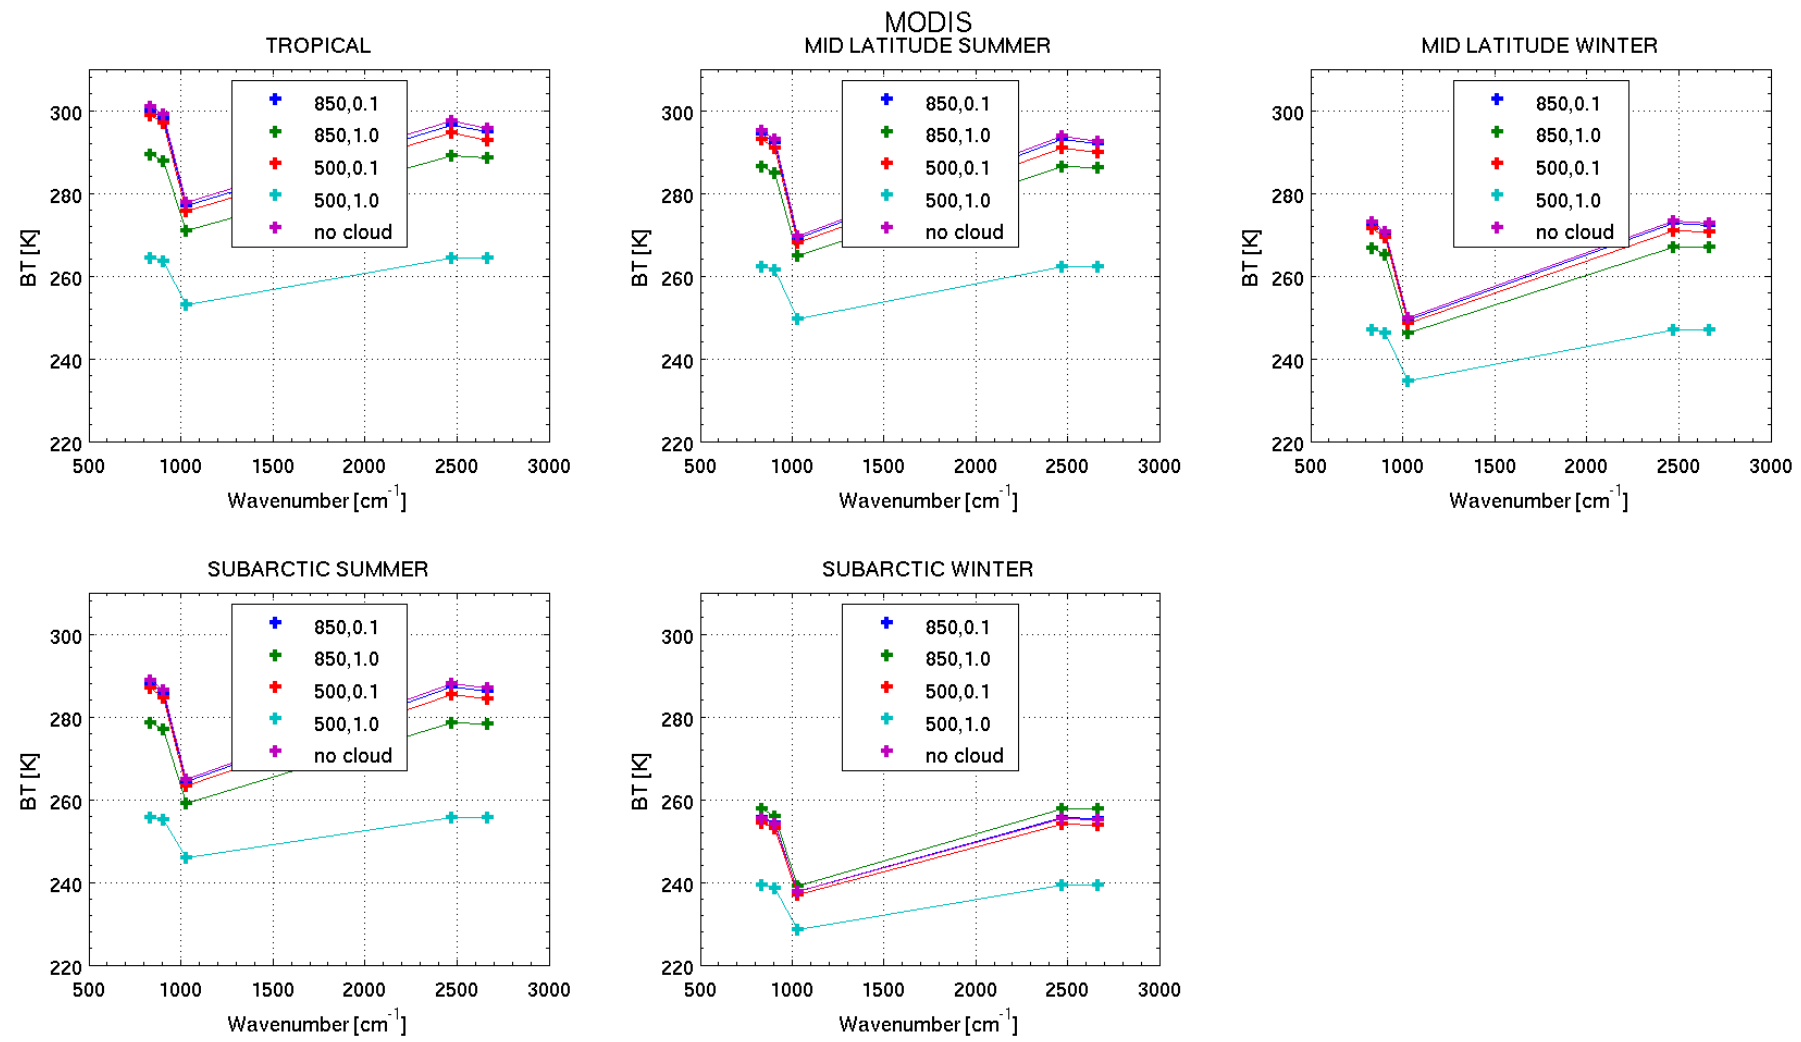 MODIS
TROPICAL
300
280
260
240
220
500 1000 1500 2000 2500 3000
BT [K]
Wavenumber [cm-1]
850,0.1
850,1.0
500,0.1
500,1.0
no cloud
MID LATITUDE SUMMER
300
280
260
240
220
500 1000 1500 2000 2500 3000
BT [K]
Wavenumber [cm-1]
850,0.1
850,1.0
500,0.1
500,1.0
no cloud
MID LATITUDE WINTER
300
280
260
240
220
500 1000 1500 2000 2500 3000
BT [K]
Wavenumber [cm-1]
850,0.1
850,1.0
500,0.1
500,1.0
no cloud
SUBARCTIC SUMMER
300
280
260
240
220
500 1000 1500 2000 2500 3000
BT [K]
Wavenumber [cm-1]
850,0.1
850,1.0
500,0.1
500,1.0
no cloud
SUBARCTIC WINTER
300
280
260
240
220
500 1000 1500 2000 2500 3000
BT [K]
Wavenumber [cm-1]
850,0.1
850,1.0
500,0.1
500,1.0
no cloud